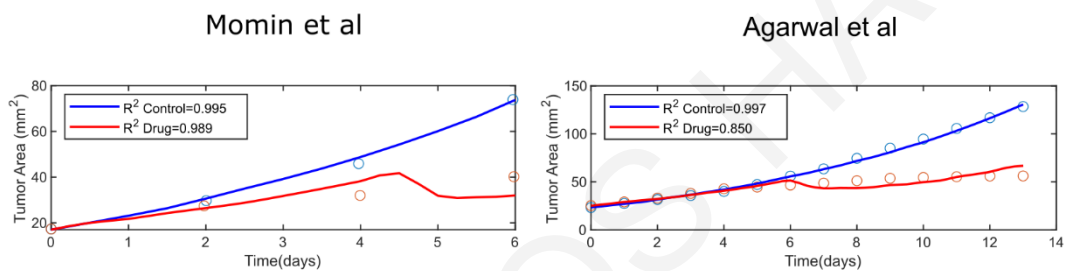 Momin et al
Agarwal et al
80
60
40
20
Tumor Area (mm²)
R² Control=0.995
R² Drug=0.989
0 1 2 3 4 5 6
Time(days)
150
100
50
0
Tumor Area (mm²)
R² Control=0.997
R² Drug=0.850
0 2 4 6 8 10 12 14
Time(days)
OS HA